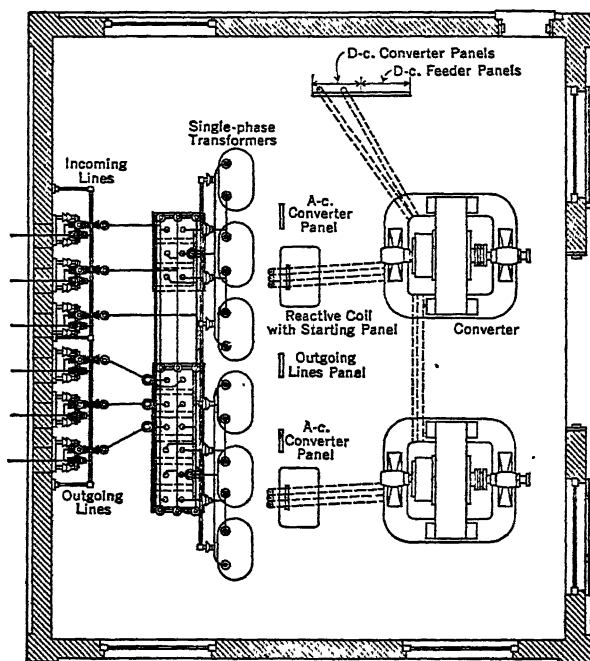 D-c. Converter Panels
D-c. Feeder Panels
Single-phase
Transformers
Incoming
Lines
A-c.
Converter
Panel
Reactive Coil
with Starting Panel
Converter
Outgoing
Lines Panel
A-c.
Converter
Panel
Outgoing
Lines